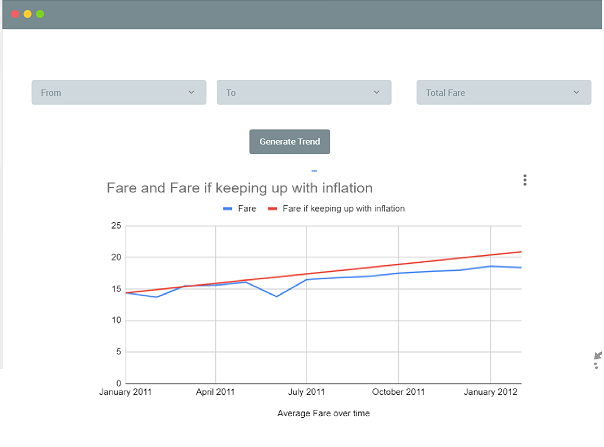 From
To
Total Fare
Generate Trend
Fare and Fare if keeping up with inflation
Fare
Fare if keeping up with inflation
25
20
15
10
5
0
January 2011
April 2011
July 2011
October 2011
January 2012
Average Fare over time